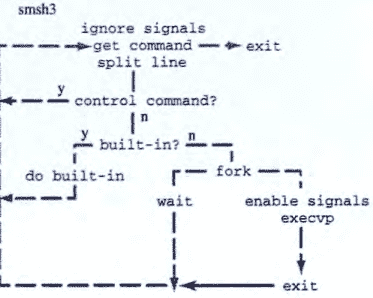 smsh3
ignore signals
get command exit
split line
y control command?
n
y built-in? n
do built-in fork
wait enable signals
execvp
exit